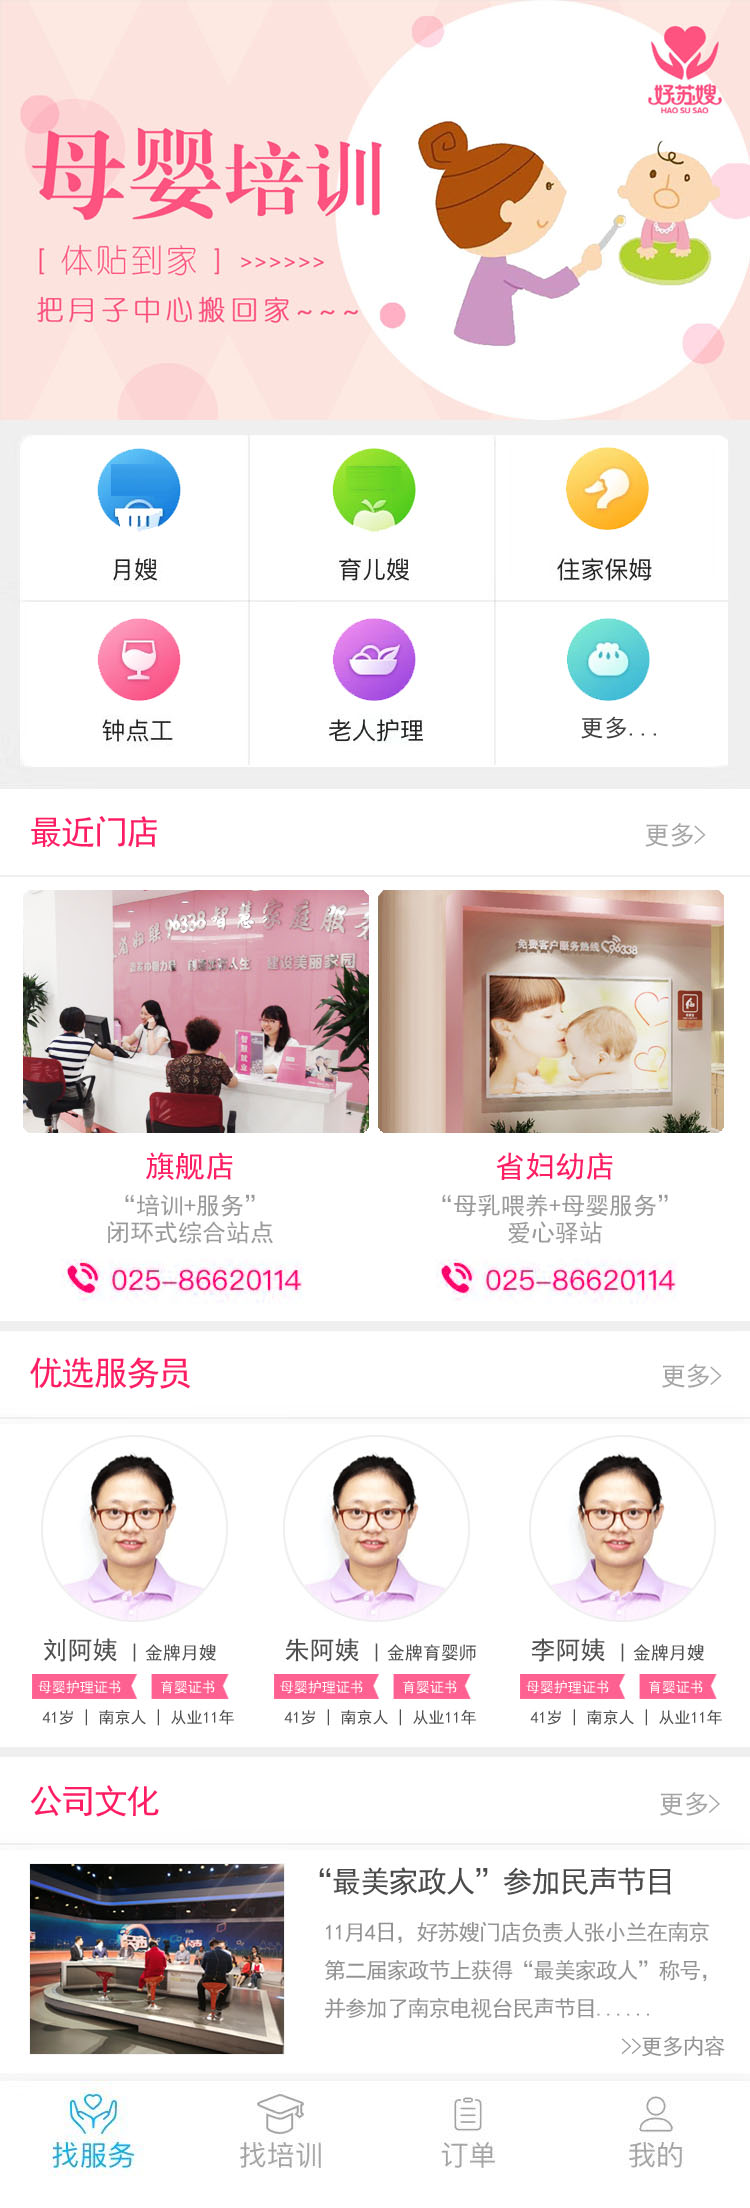 好苏嫂
HAO SU SAO
母婴培训
[ 体贴到家 ] >>>>>>
把月子中心搬回家~~~
月嫂
育儿嫂
住家保姆
钟点工
老人护理
更多...
最近门店
更多>
96338智慧家庭服务
建设美丽家园
智慧就业
免费客户服务热线 96338
旗舰店
省妇幼店
“培训+服务”
闭环式综合站点
“母乳喂养+母婴服务”
爱心驿站
025-86620114
025-86620114
优选服务员
更多>
刘阿姨 | 金牌月嫂
母婴护理证书 育婴证书
41岁 | 南京人 | 从业11年
朱阿姨 | 金牌育婴师
母婴护理证书 育婴证书
41岁 | 南京人 | 从业11年
李阿姨 | 金牌月嫂
母婴护理证书 育婴证书
41岁 | 南京人 | 从业11年
公司文化
更多>
民声
“最美家政人”参加民声节目
11月4日，好苏嫂门店负责人张小兰在南京
第二届家政节上获得“最美家政人”称号，
并参加了南京电视台民声节目......
>>更多内容
找服务
找培训
订单
我的